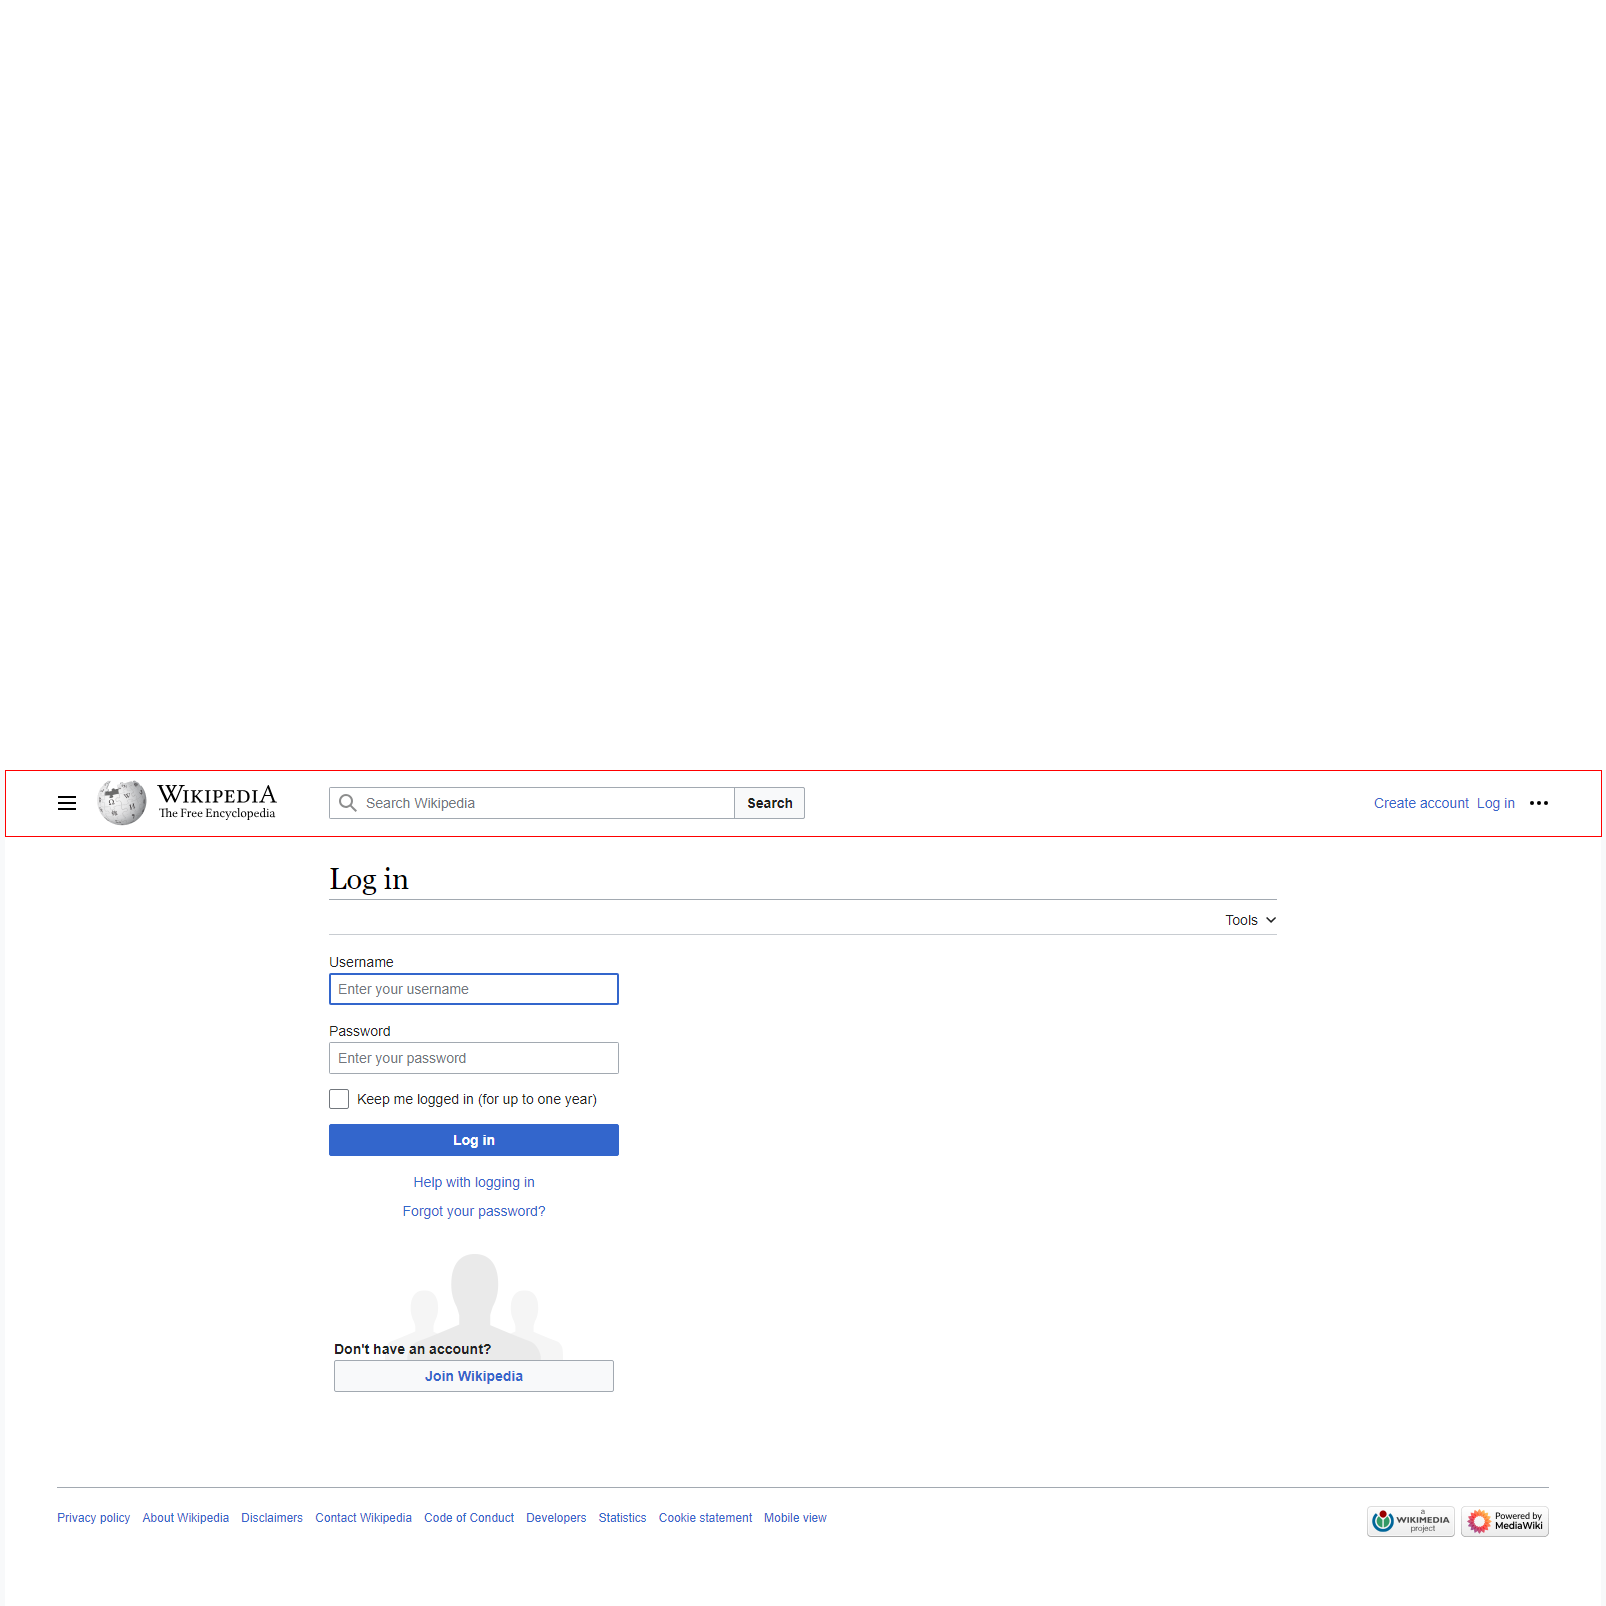 WIKIPEDIA
The Free Encyclopedia
Search Wikipedia
Search
Create account Log in
Log in
Tools
Username
Enter your username
Password
Enter your password
Keep me logged in (for up to one year)
Log in
Help with logging in
Forgot your password?
Don't have an account?
Join Wikipedia
Privacy policy About Wikipedia Disclaimers Contact Wikipedia Code of Conduct Developers Statistics Cookie statement Mobile view
a
WIKIMEDIA
project
Powered by
MediaWiki